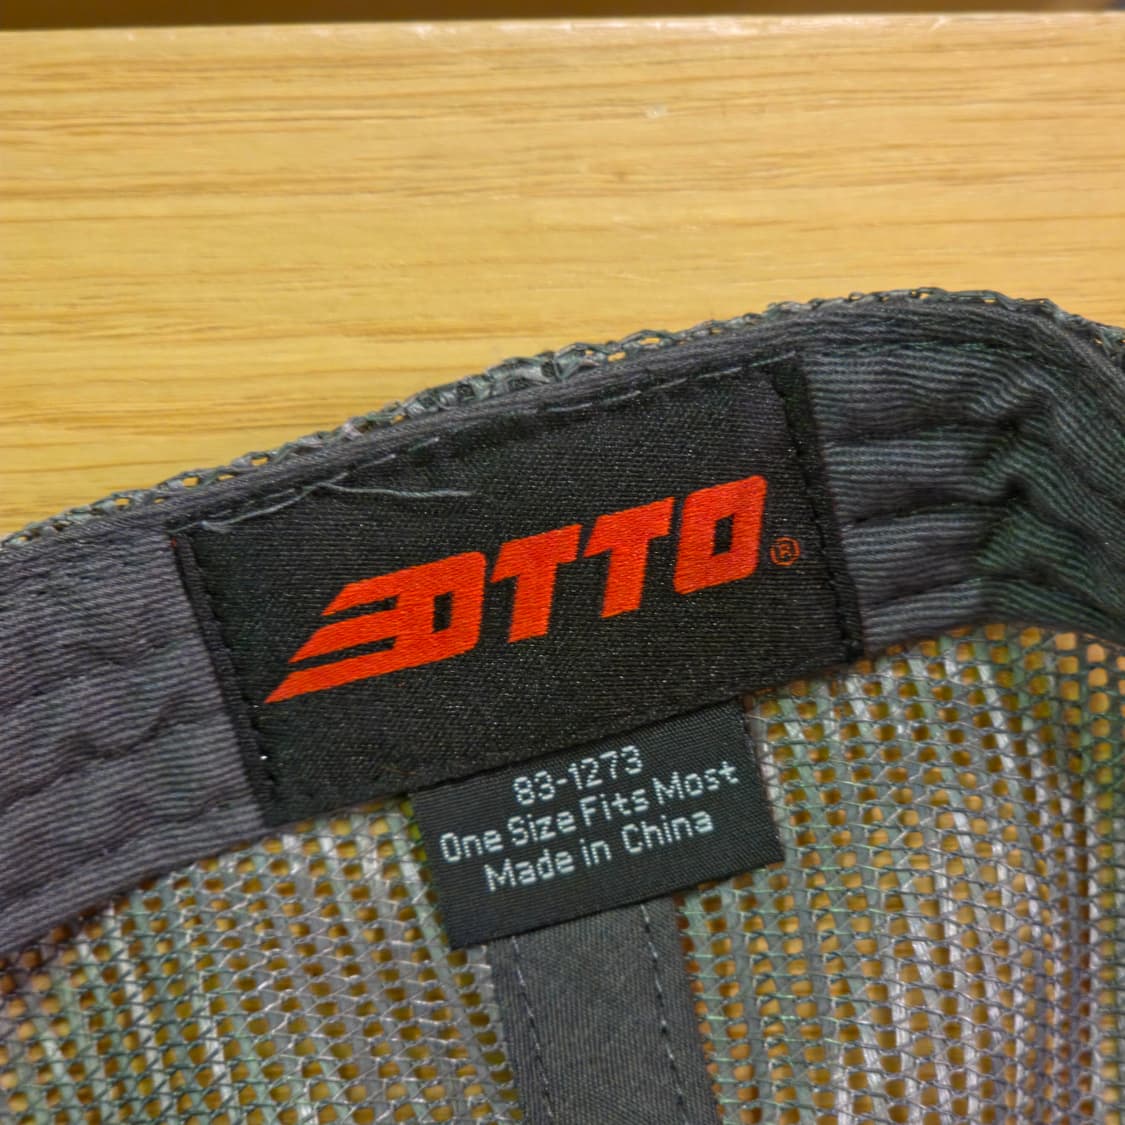 OTTO®
83-1273
One Size Fits Most
Made in China